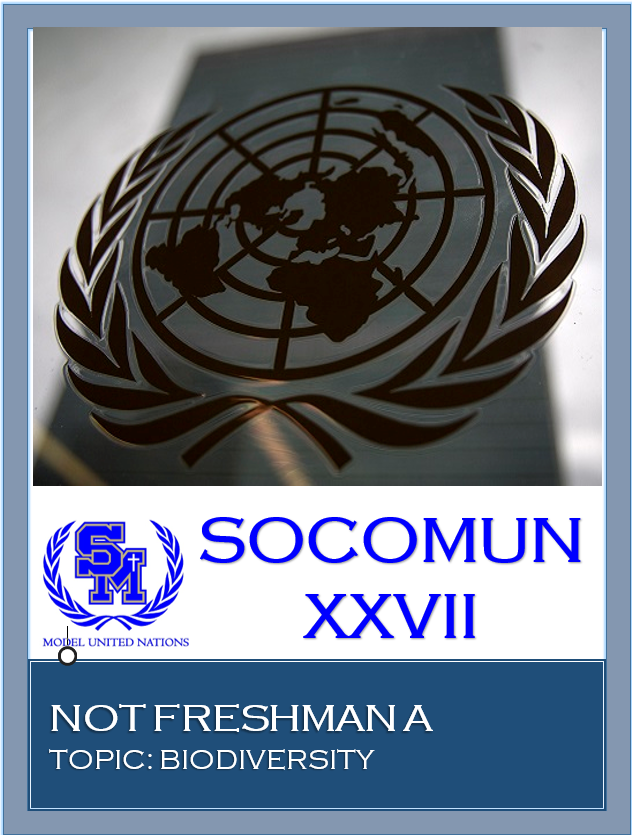 SOCOMUN
XXVII
SM
MODEL UNITED NATIONS
NOT FRESHMAN A
TOPIC: BIODIVERSITY